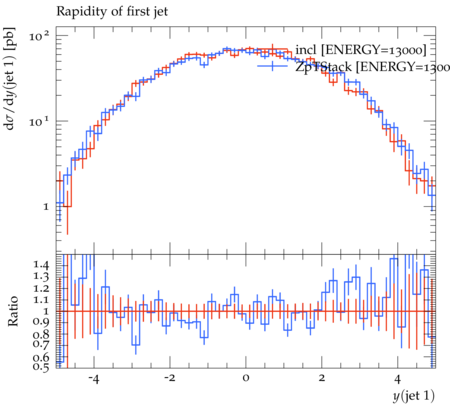 Rapidity of first jet
dσ/dy(jet 1) [pb]
10²
10¹
1
incl [ENERGY=13000]
ZpTStack [ENERGY=1300
Ratio
1.4
1.3
1.2
1.1
1
0.9
0.8
0.7
0.6
0.5
-4 -2 0 2 4
y(jet 1)